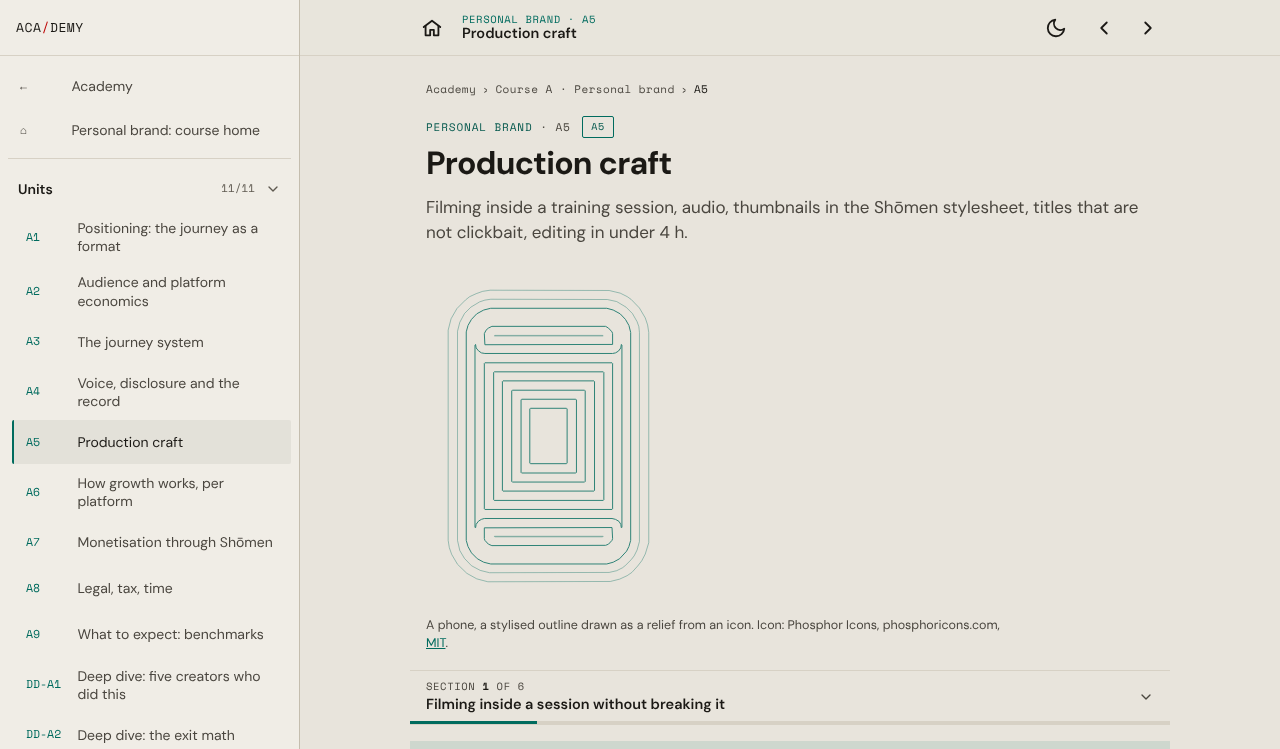 ACA/DEMY
← Academy
⌂ Personal brand: course home
Units 11/11
A1 Positioning: the journey as a
format
A2 Audience and platform
economics
A3 The journey system
A4 Voice, disclosure and the
record
A5 Production craft
A6 How growth works, per
platform
A7 Monetisation through Shōmen
A8 Legal, tax, time
A9 What to expect: benchmarks
DD-A1 Deep dive: five creators who
did this
DD-A2 Deep dive: the exit math
PERSONAL BRAND · A5
Production craft
Academy › Course A · Personal brand › A5
PERSONAL BRAND · A5 A5
Production craft
Filming inside a training session, audio, thumbnails in the Shōmen stylesheet, titles that are
not clickbait, editing in under 4 h.
A phone, a stylised outline drawn as a relief from an icon. Icon: Phosphor Icons, phosphoricons.com,
MIT.
SECTION 1 OF 6
Filming inside a session without breaking it